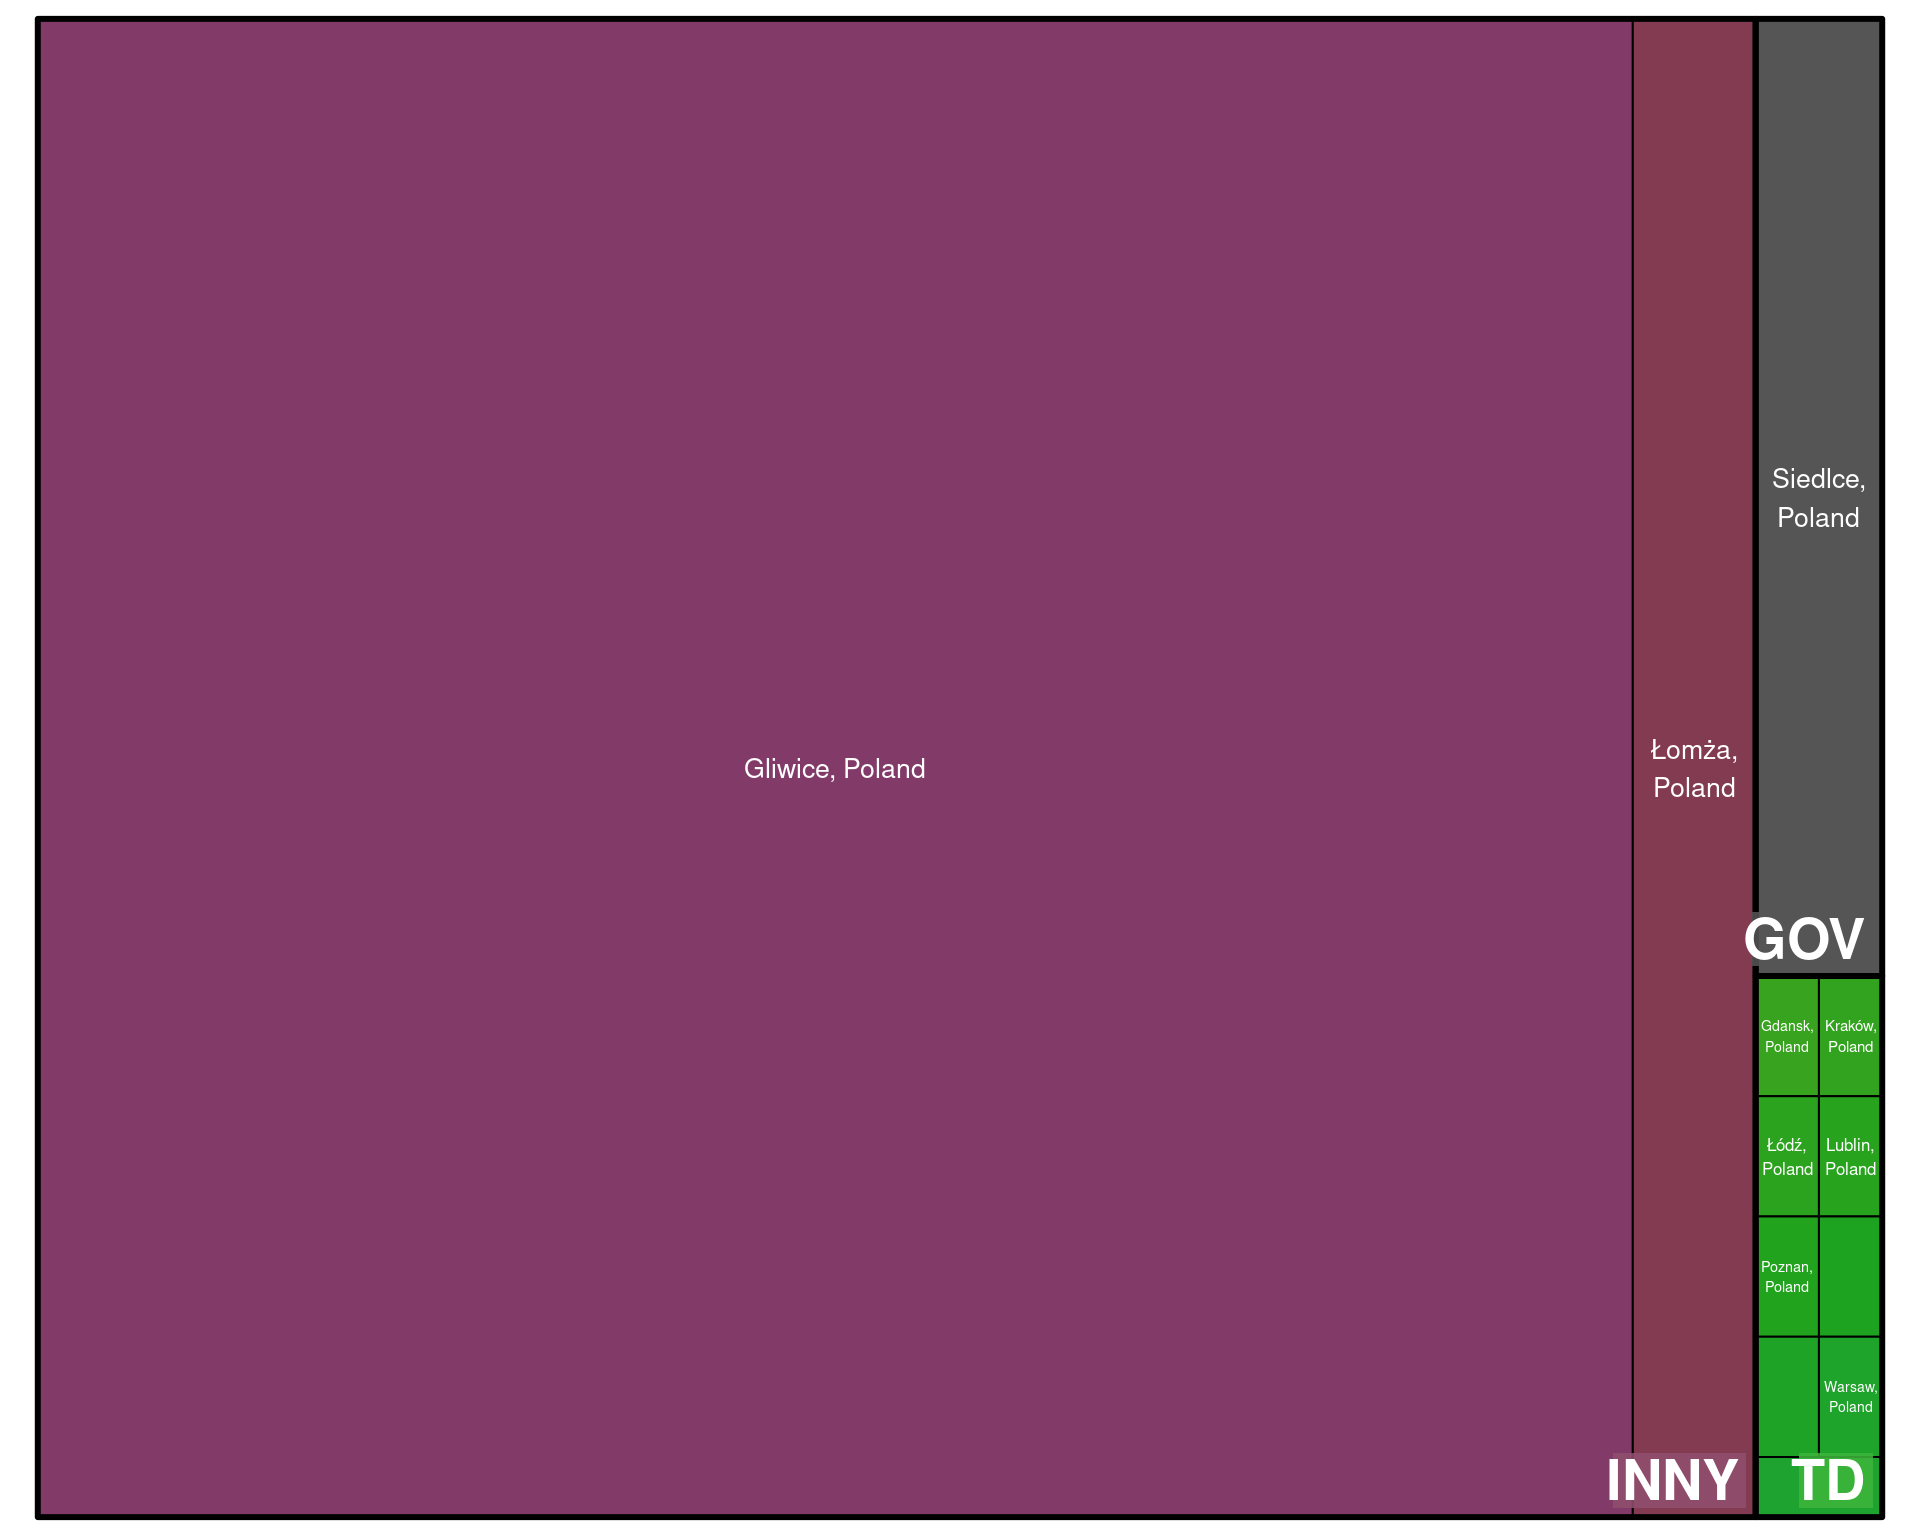 Gliwice, Poland
Łomża,
Poland
INNY
Siedlce,
Poland
GOV
Gdansk,
Poland
Kraków,
Poland
Łódź,
Poland
Lublin,
Poland
Poznan,
Poland
Warsaw,
Poland
TD